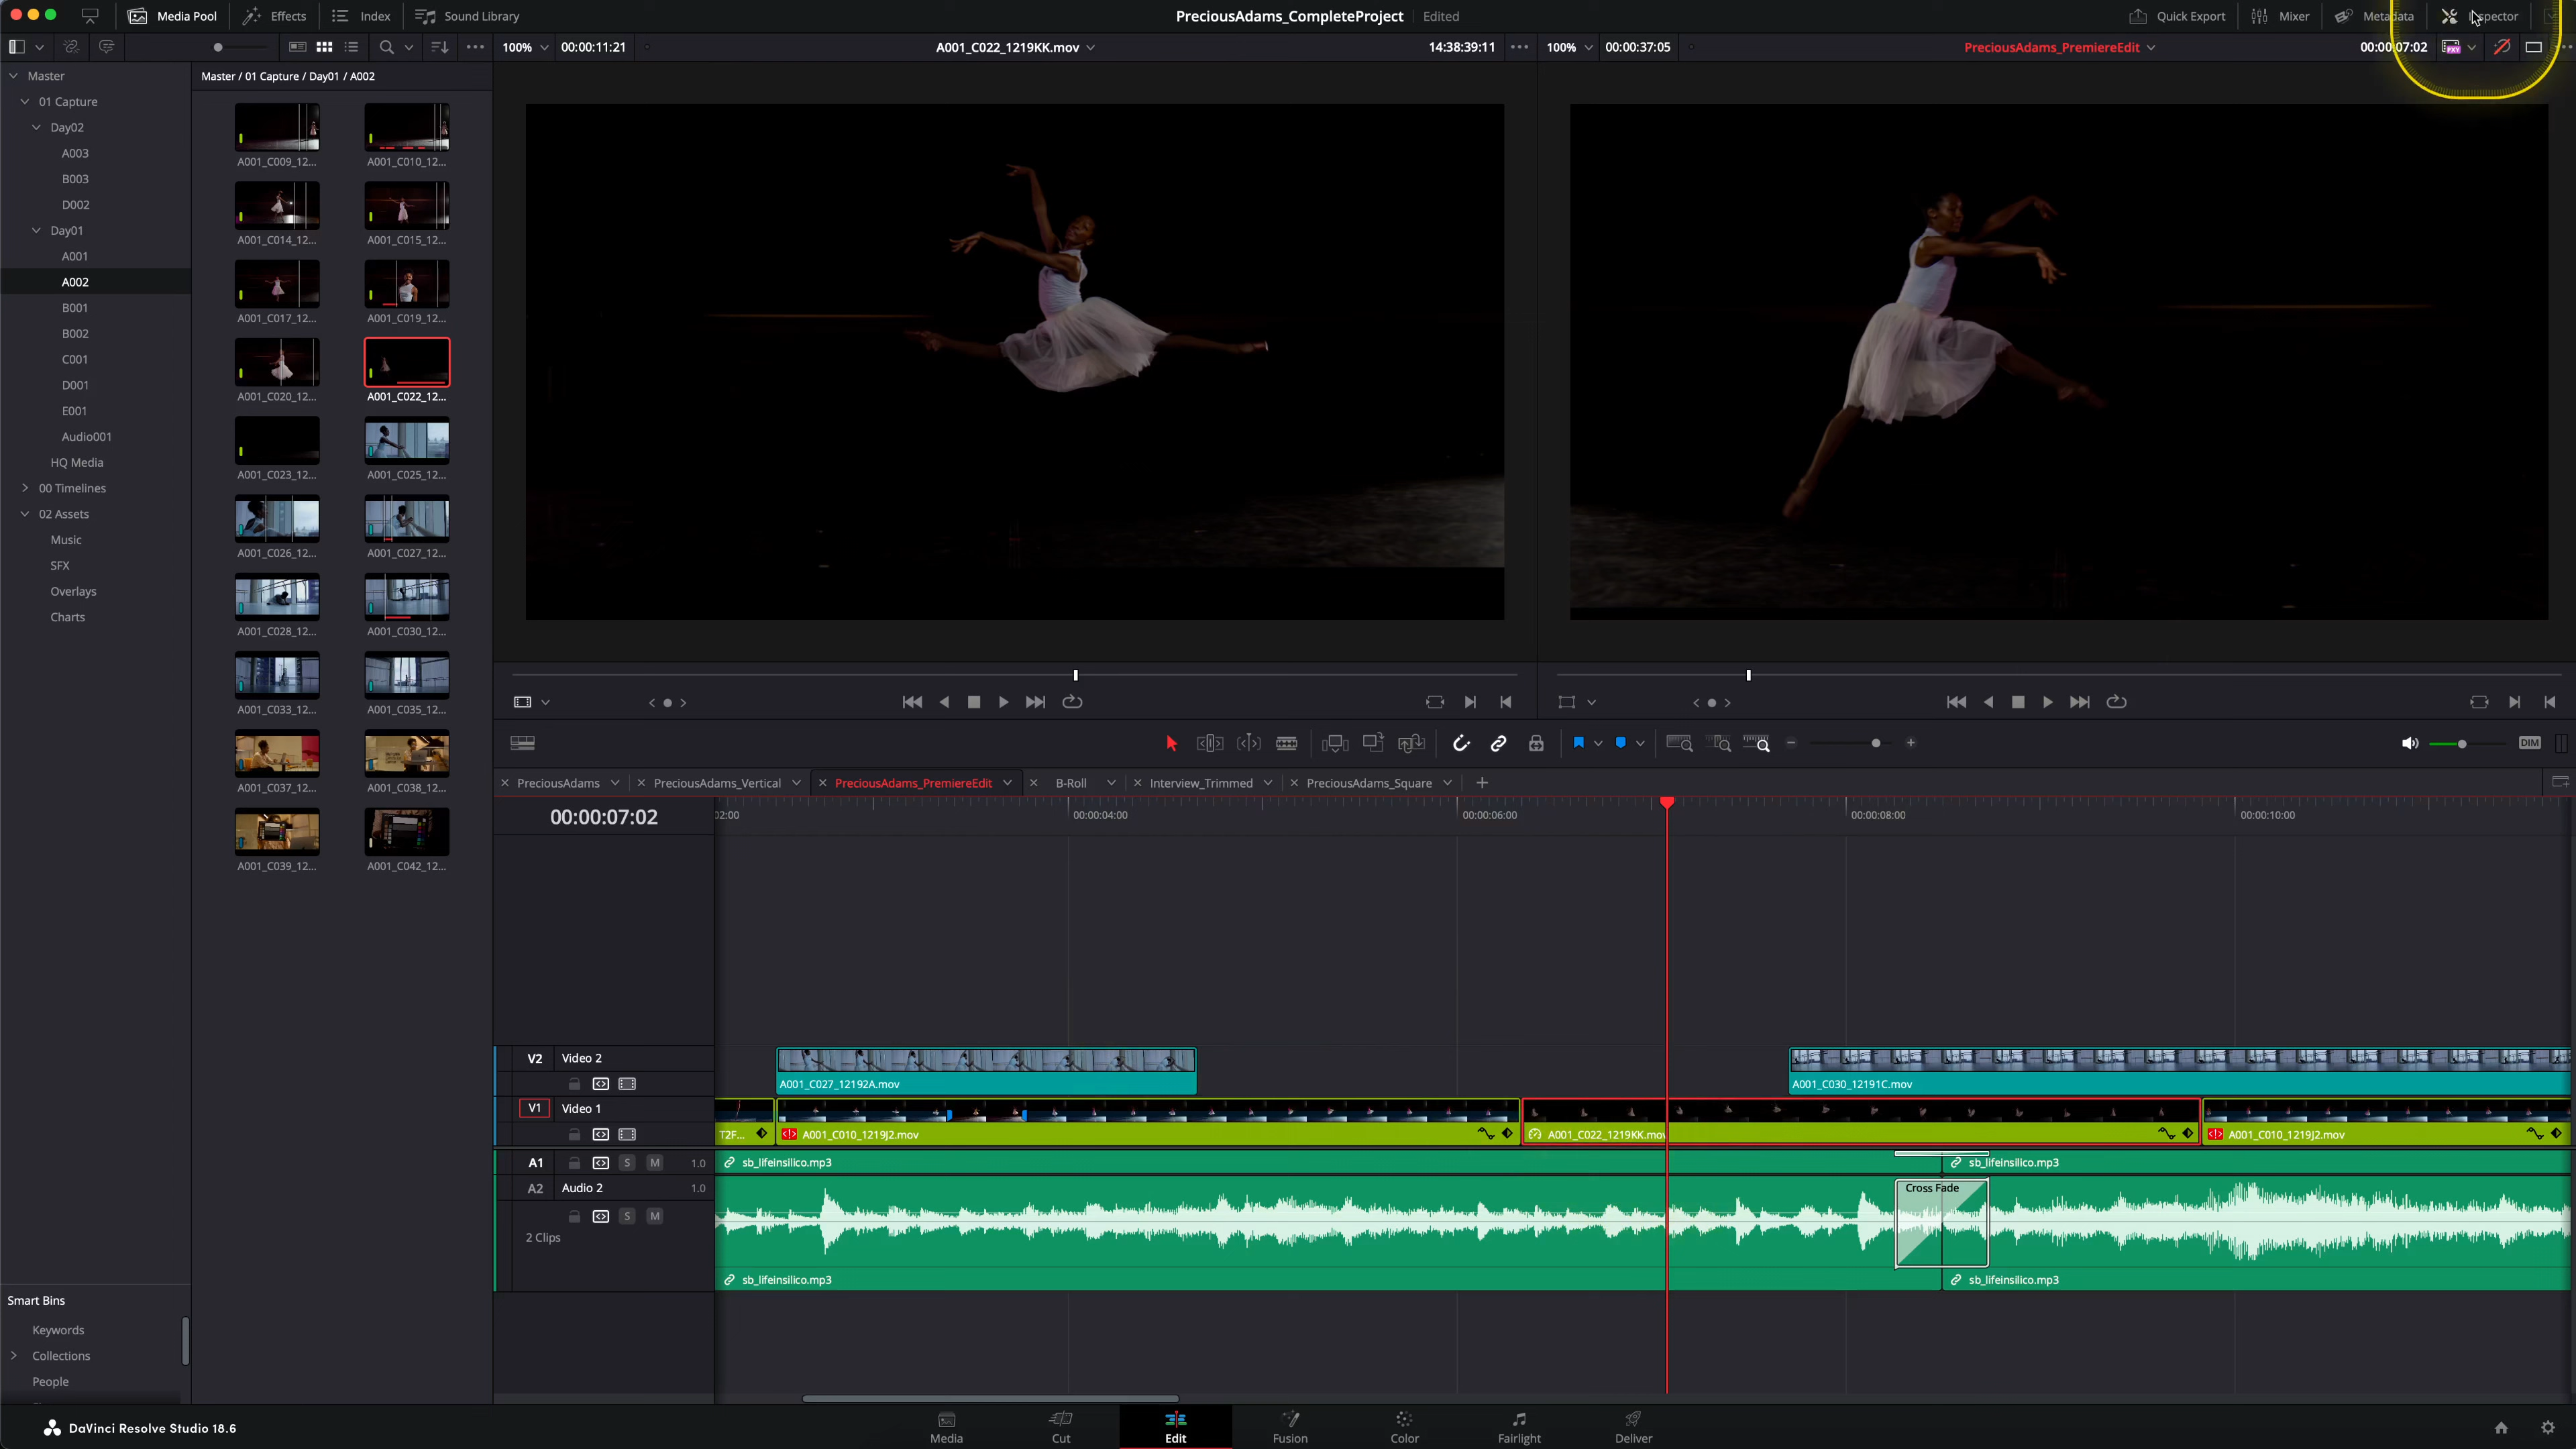 Media Pool Effects Index Sound Library PreciousAdams_CompleteProject Edited Quick Export Mixer Metadata
100% 00:00:11:21 A001_C022_1219KK.mov 14:38:39:11 100% 00:00:37:05 PreciousAdams_PremiereEdit 00:00:07:02
Master
01 Capture
Day02
A003
B003
D002
Day01
A001
A002
B001
B002
C001
D001
E001
Audio001
HQ Media
00 Timelines
02 Assets
Music
SFX
Overlays
Charts
Master / 01 Capture / Day01 / A002
A001_C009_12... A001_C010_12...
A001_C014_12... A001_C015_12...
A001_C017_12... A001_C019_12...
A001_C020_12... A001_C022_12...
A001_C023_12... A001_C025_12...
A001_C026_12... A001_C027_12...
A001_C028_12... A001_C030_12...
A001_C033_12... A001_C035_12...
A001_C037_12... A001_C038_12...
A001_C039_12... A001_C042_12...
DIM
PreciousAdams PreciousAdams_Vertical PreciousAdams_PremiereEdit B-Roll Interview_Trimmed PreciousAdams_Square
00:00:07:02
02:00 00:00:04:00 00:00:06:00 00:00:08:00 00:00:10:00
V2 Video 2
A001_C027_12192A.mov A001_C030_12191C.mov
V1 Video 1
T2F... A001_C010_1219J2.mov A001_C022_1219KK.mov A001_C010_1219J2.mov
A1 S M 1.0 sb_lifeinsilico.mp3 sb_lifeinsilico.mp3
A2 Audio 2 1.0 Cross Fade
S M
2 Clips
sb_lifeinsilico.mp3 sb_lifeinsilico.mp3
Smart Bins
Keywords
Collections
People
DaVinci Resolve Studio 18.6
Media Cut Edit Fusion Color Fairlight Deliver